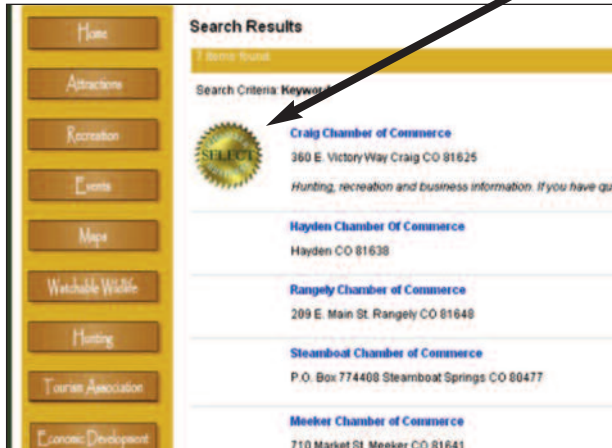 Home
Attractions
Recreation
Events
Maps
Watchable Wildlife
Hunting
Tourism Association
Economic Development
Search Results
7 items found
Search Criteria:
SELECT
Craig Chamber of Commerce
360 E. Victory Way Craig CO 81625
Hunting, recreation and business information. If you have
Hayden Chamber Of Commerce
Hayden CO 81638
Rangely Chamber of Commerce
209 E. Main St. Rangely CO 81648
Steamboat Chamber of Commerce
P.O. Box 774408 Steamboat Springs CO 80477
Meeker Chamber of Commerce
710 Market St. Meeker CO 81641